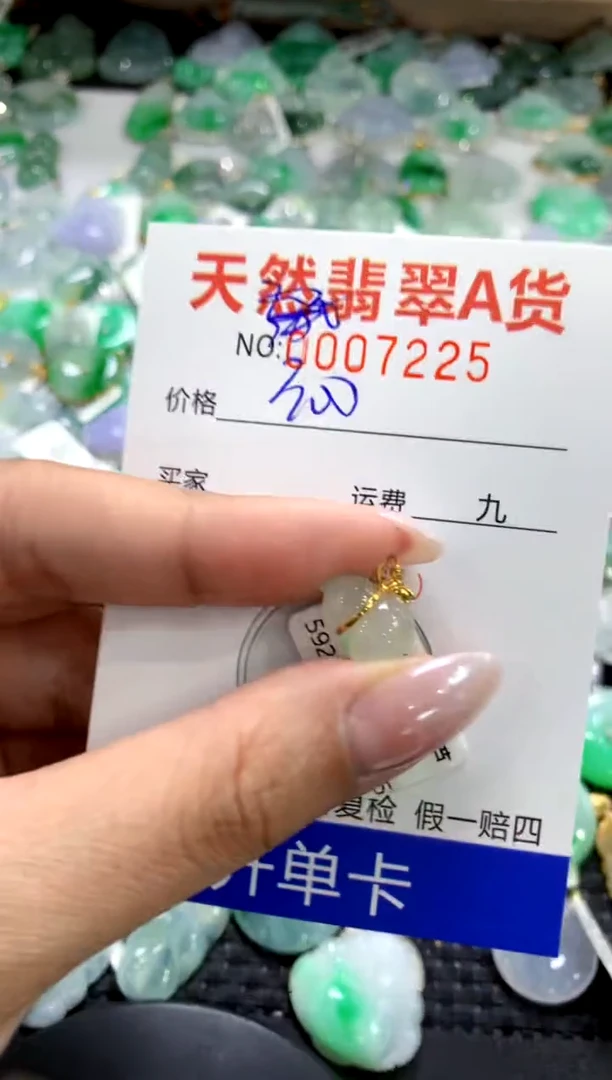 天然翡翠A货
NO:0007225
价格
买家
运费 九
592
复检 假一赔四
开单卡